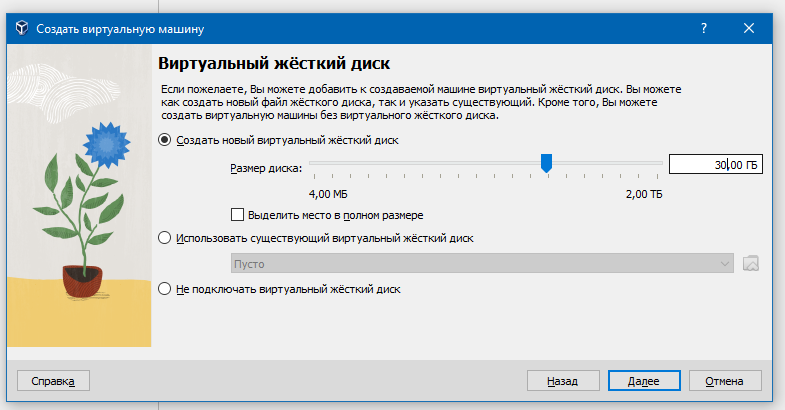 Создать виртуальную машину
?
Виртуальный жёсткий диск
Если пожелаете, Вы можете добавить к создаваемой машине виртуальный жёсткий диск. Вы можете
как создать новый файл жёсткого диска, так и указать существующий. Кроме того, Вы можете
создать виртуальную машины без виртуального жёсткого диска.
Создать новый виртуальный жёсткий диск
Размер диска: 30,00 ГБ
4,00 МБ 2,00 ТБ
Выделить место в полном размере
Использовать существующий виртуальный жёсткий диск
Пусто
Не подключать виртуальный жёсткий диск
Справка Назад Далее Отмена